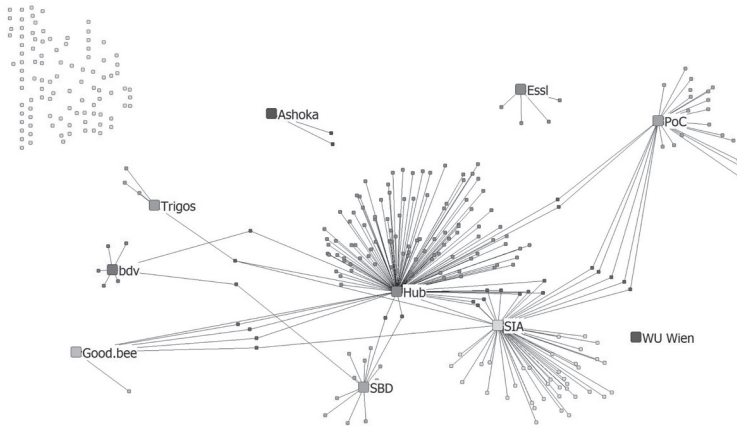 Essl
Ashoka
PoC
Trigos
bdv
Hub
SIA
WU Wien
Good.bee
SBD